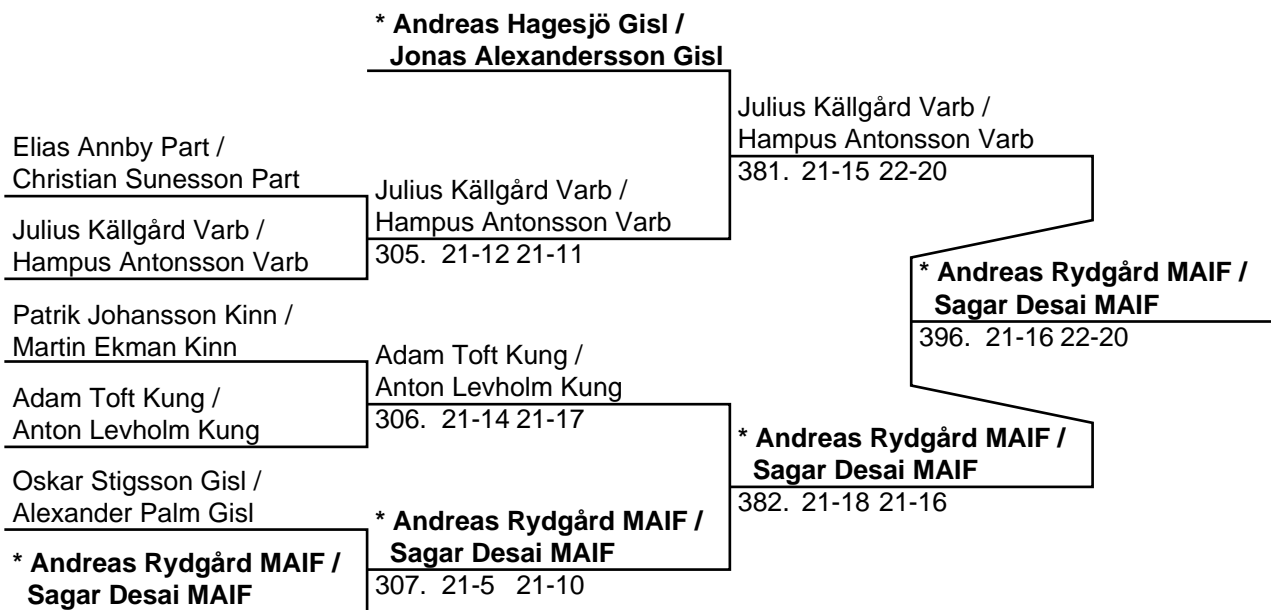 * Andreas Hagesjö Gisl /
Jonas Alexandersson Gisl
Elias Annby Part /
Christian Sunesson Part
Julius Källgård Varb /
Hampus Antonsson Varb
Patrik Johansson Kinn /
Martin Ekman Kinn
Adam Toft Kung /
Anton Levholm Kung
Oskar Stigsson Gisl /
Alexander Palm Gisl
* Andreas Rydgård MAIF /
Sagar Desai MAIF
Julius Källgård Varb /
Hampus Antonsson Varb
305. 21-12 21-11
Adam Toft Kung /
Anton Levholm Kung
306. 21-14 21-17
* Andreas Rydgård MAIF /
Sagar Desai MAIF
307. 21-5 21-10
Julius Källgård Varb /
Hampus Antonsson Varb
381. 21-15 22-20
* Andreas Rydgård MAIF /
Sagar Desai MAIF
382. 21-18 21-16
* Andreas Rydgård MAIF /
Sagar Desai MAIF
396. 21-16 22-20